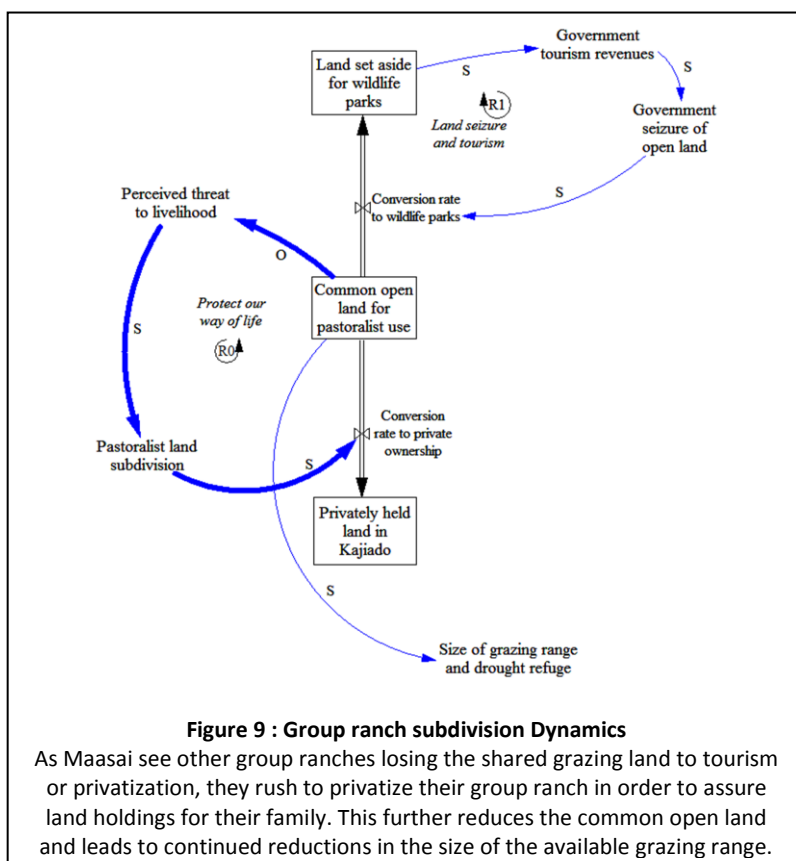 Government
tourism revenues
Land set aside
for wildlife
parks
S
S
R1
Land seizure
and tourism
Government
seizure of
open land
S
Perceived threat
to livelihood
Conversion rate
to wildlife parks
O
Common open
land for
pastoralist use
Protect our
way of life
S
R0
Conversion
rate to private
ownership
Pastoralist land
subdivision
S
Privately held
land in
Kajiado
S
Size of grazing range
and drought refuge
Figure 9 : Group ranch subdivision Dynamics
As Maasai see other group ranches losing the shared grazing land to tourism
or privatization, they rush to privatize their group ranch in order to assure
land holdings for their family. This further reduces the common open land
and leads to continued reductions in the size of the available grazing range.